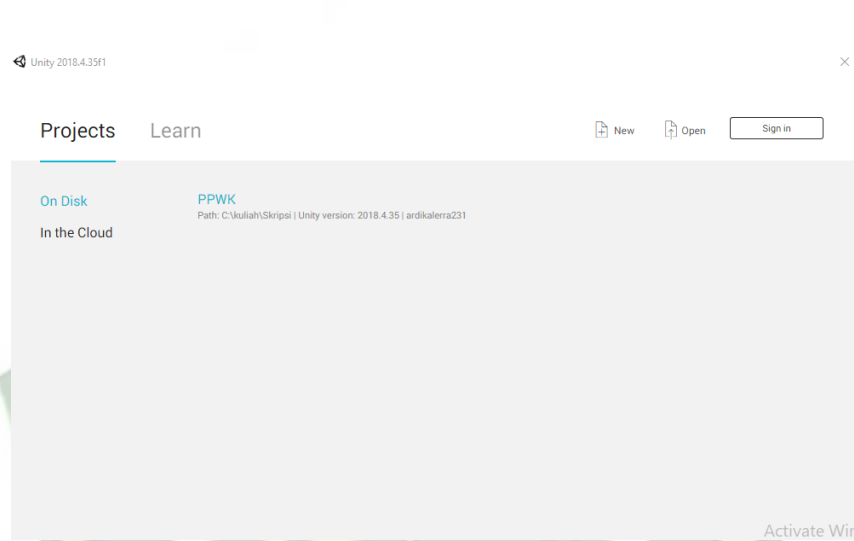 Unity 2018.4.35f1
Projects
Learn
New
Open
Sign in
On Disk
In the Cloud
PPWK
Path: C:\kuliah\Skripsi | Unity version: 2018.4.35 | ardikalerra231
Activate Win